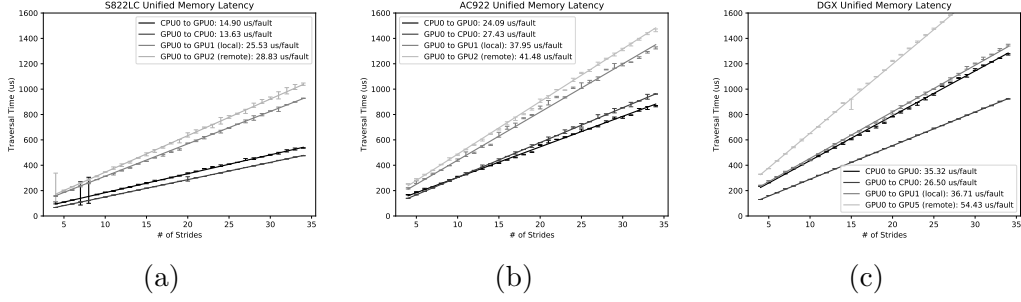 S822LC Unified Memory Latency
1600
1400
1200
1000
800
600
400
200
0
Traversal Time (us)
CPU0 to GPU0: 14.90 us/fault
GPU0 to CPU0: 13.63 us/fault
GPU0 to GPU1 (local): 25.53 us/fault
GPU0 to GPU2 (remote): 28.83 us/fault
5 10 15 20 25 30 35
# of Strides
(a)
AC922 Unified Memory Latency
1600
1400
1200
1000
800
600
400
200
0
Traversal Time (us)
CPU0 to GPU0: 24.09 us/fault
GPU0 to CPU0: 27.43 us/fault
GPU0 to GPU1 (local): 37.95 us/fault
GPU0 to GPU2 (remote): 41.48 us/fault
5 10 15 20 25 30 35
# of Strides
(b)
DGX Unified Memory Latency
1600
1400
1200
1000
800
600
400
200
0
Traversal Time (us)
CPU0 to GPU0: 35.32 us/fault
GPU0 to CPU0: 26.50 us/fault
GPU0 to GPU1 (local): 36.71 us/fault
GPU0 to GPU5 (remote): 54.43 us/fault
5 10 15 20 25 30 35
# of Strides
(c)